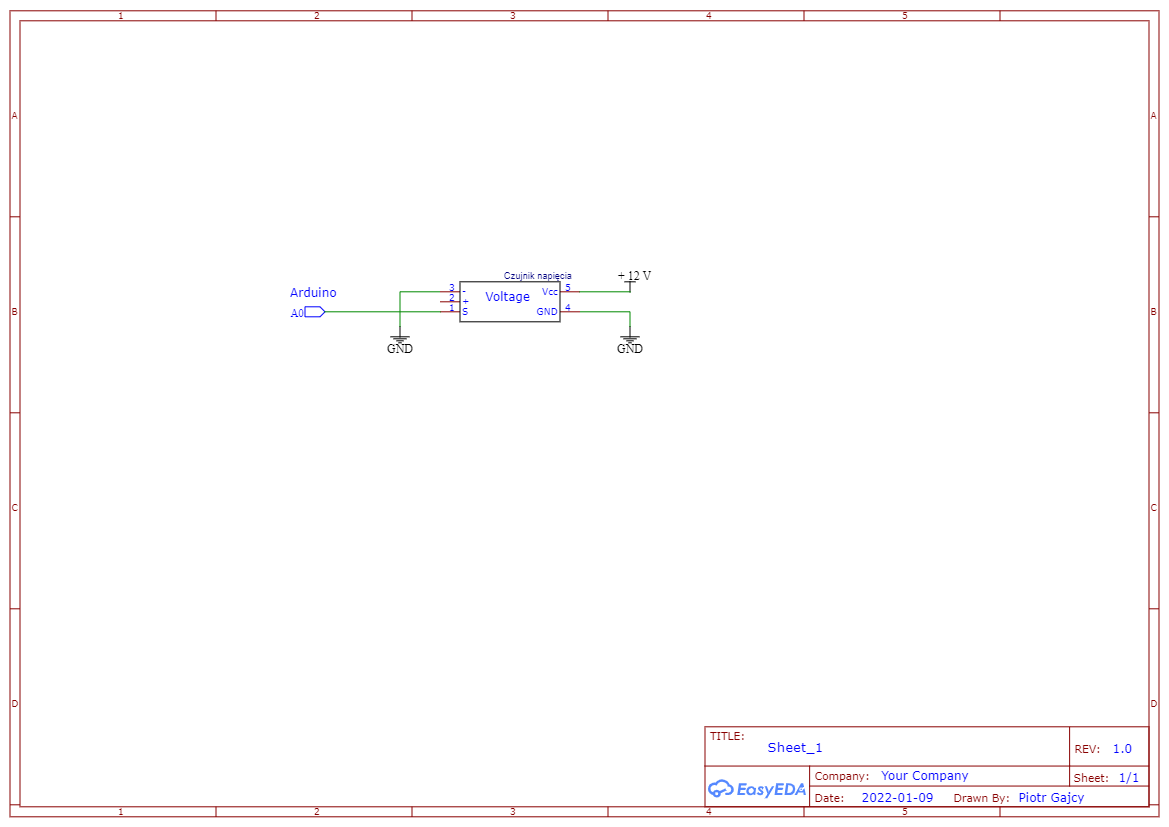 1 2 3 4 5
A A
Czujnik napięcia
+ 12 V
Arduino
3 - Voltage Vcc 5
2 +
A0 1 S GND 4
B B
GND GND
C C
D D
TITLE:
Sheet_1
REV: 1.0
EasyEDA
Company: Your Company
Sheet: 1/1
Date: 2022-01-09 Drawn By: Piotr Gajcy
1 2 3 4 5